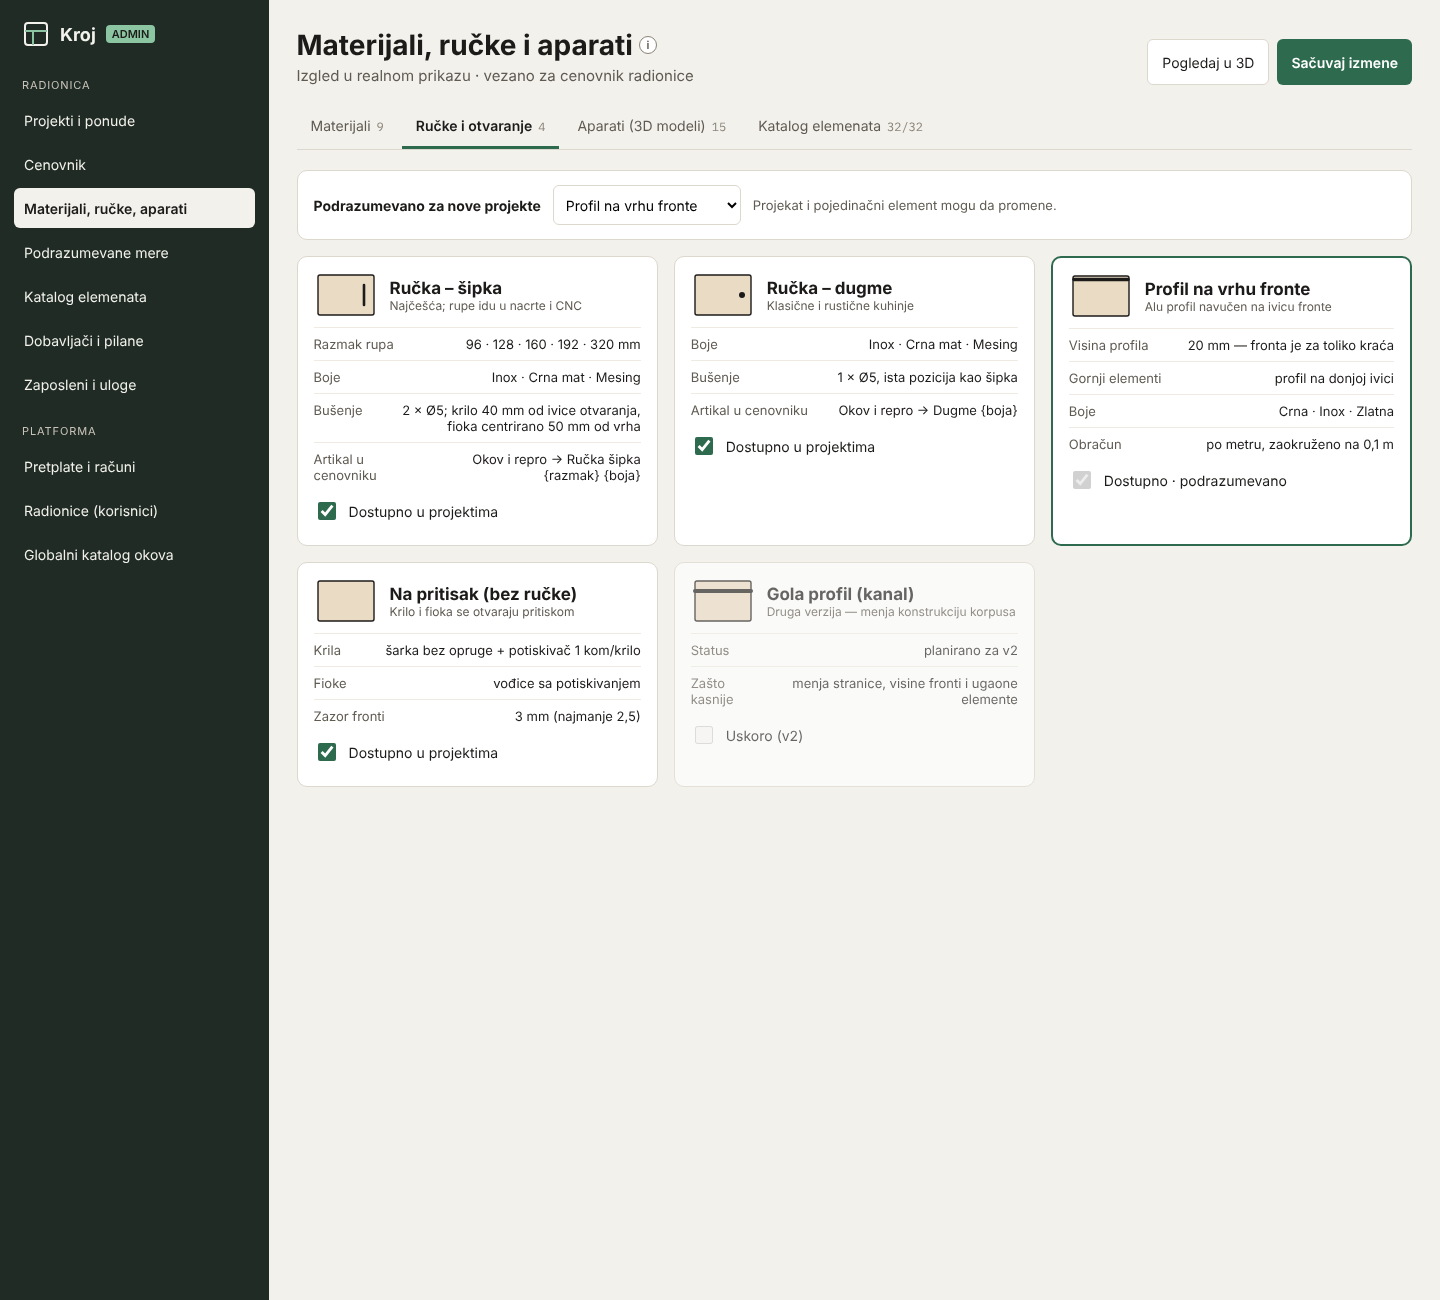 Kroj ADMIN
RADIONICA
Projekti i ponude
Cenovnik
Materijali, ručke, aparati
Podrazumevane mere
Katalog elemenata
Dobavljači i pilane
Zaposleni i uloge
PLATFORMA
Pretplate i računi
Radionice (korisnici)
Globalni katalog okova
Materijali, ručke i aparati i
Izgled u realnom prikazu · vezano za cenovnik radionice
Pogledaj u 3D
Sačuvaj izmene
Materijali 9
Ručke i otvaranje 4
Aparati (3D modeli) 15
Katalog elemenata 32/32
Podrazumevano za nove projekte
Profil na vrhu fronte
Projekat i pojedinačni element mogu da promene.
Ručka – šipka
Najčešća; rupe idu u nacrte i CNC
Razmak rupa 96 · 128 · 160 · 192 · 320 mm
Boje Inox · Crna mat · Mesing
Bušenje 2 × Ø5; krilo 40 mm od ivice otvaranja,
fioka centrirano 50 mm od vrha
Artikal u Okov i repro → Ručka šipka
cenovniku {razmak} {boja}
Dostupno u projektima
Ručka – dugme
Klasične i rustične kuhinje
Boje Inox · Crna mat · Mesing
Bušenje 1 × Ø5, ista pozicija kao šipka
Artikal u cenovniku Okov i repro → Dugme {boja}
Dostupno u projektima
Profil na vrhu fronte
Alu profil navučen na ivicu fronte
Visina profila 20 mm — fronta je za toliko kraća
Gornji elementi profil na donjoj ivici
Boje Crna · Inox · Zlatna
Obračun po metru, zaokruženo na 0,1 m
Dostupno · podrazumevano
Na pritisak (bez ručke)
Krilo i fioka se otvaraju pritiskom
Krila šarka bez opruge + potiskivač 1 kom/krilo
Fioke vođice sa potiskivanjem
Zazor fronti 3 mm (najmanje 2,5)
Dostupno u projektima
Gola profil (kanal)
Druga verzija — menja konstrukciju korpusa
Status planirano za v2
Zašto menja stranice, visine fronti i ugaone
kasnije elemente
Uskoro (v2)